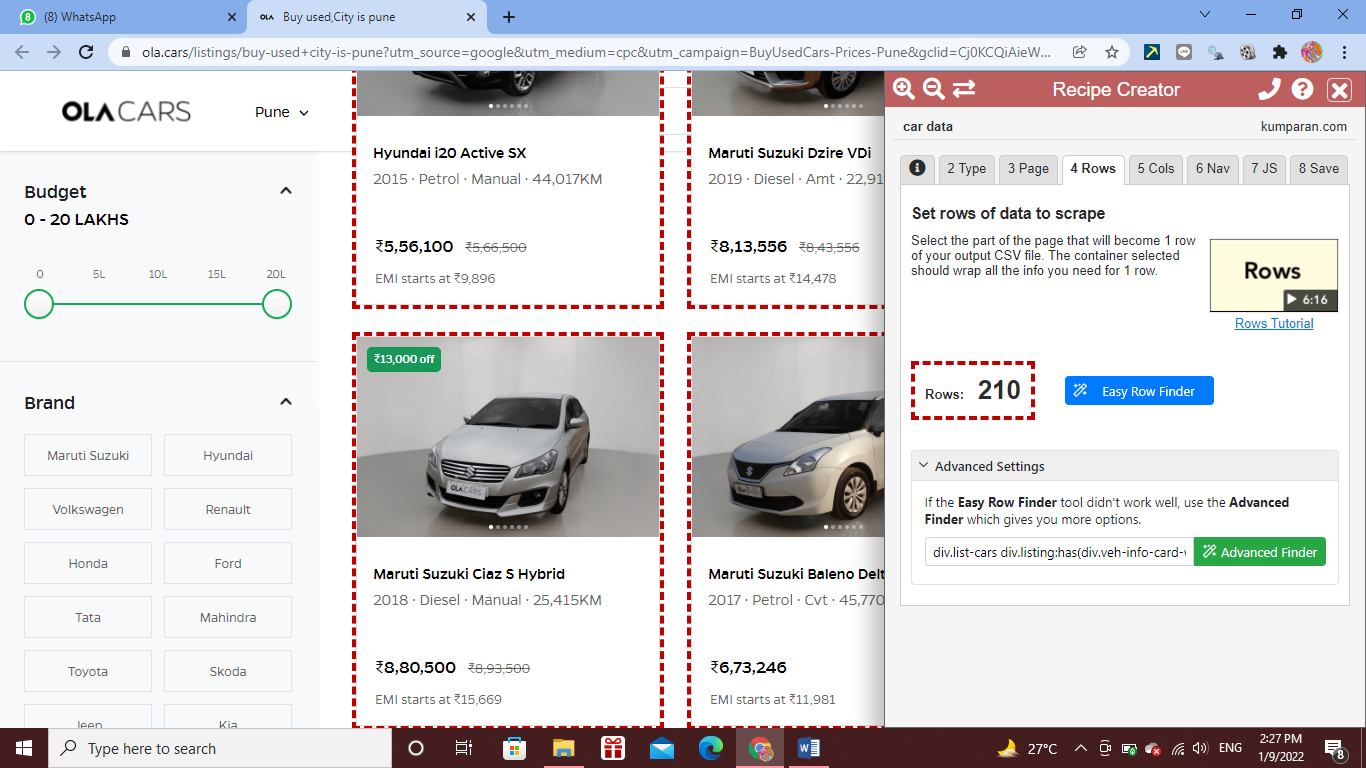 (8) WhatsApp
Buy used,City is pune
ola.cars/listings/buy-used+city-is-pune?utm_source=google&utm_medium=cpc&utm_campaign=BuyUsedCars-Prices-Pune&gclid=Cj0KCQiAieW...
OLA CARS
Pune
Budget
0 - 20 LAKHS
0 5L 10L 15L 20L
Brand
Maruti Suzuki Hyundai
Volkswagen Renault
Honda Ford
Tata Mahindra
Toyota Skoda
Jeep Kia
Hyundai i20 Active SX
2015 · Petrol · Manual · 44,017KM
₹5,56,100 ₹5,66,500
EMI starts at ₹9,896
Maruti Suzuki Dzire VDi
2019 · Diesel · Amt · 22,91
₹8,13,556 ₹8,43,556
EMI starts at ₹14,478
₹13,000 off
OLA CARS
Maruti Suzuki Ciaz S Hybrid
2018 · Diesel · Manual · 25,415KM
₹8,80,500 ₹8,93,500
EMI starts at ₹15,669
OLA CARS
Maruti Suzuki Baleno Delt
2017 · Petrol · Cvt · 45,770
₹6,73,246
EMI starts at ₹11,981
Recipe Creator
car data kumparan.com
2 Type 3 Page 4 Rows 5 Cols 6 Nav 7 JS 8 Save
Set rows of data to scrape
Select the part of the page that will become 1 row
of your output CSV file. The container selected
should wrap all the info you need for 1 row.
Rows
6:16
Rows Tutorial
Rows: 210
Easy Row Finder
Advanced Settings
If the Easy Row Finder tool didn't work well, use the Advanced
Finder which gives you more options.
div.list-cars div.listing:has(div.veh-info-card-
Advanced Finder
Type here to search
27°C
ENG
2:27 PM
1/9/2022
8